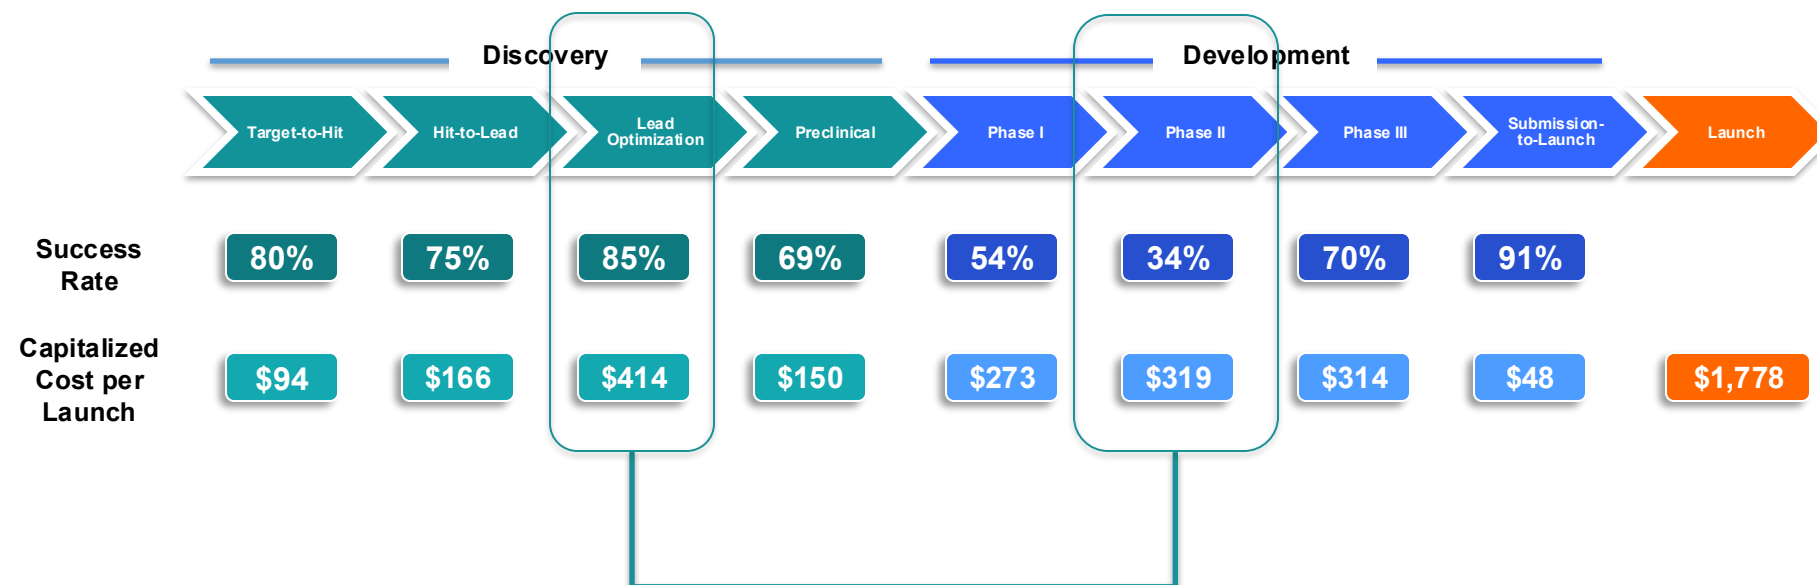 Discovery
Development
Target-to-Hit
Hit-to-Lead
Lead
Optimization
Preclinical
Phase I
Phase II
Phase III
Submission-
to-Launch
Launch
Success
Rate
80%
75%
85%
69%
54%
34%
70%
91%
Capitalized
Cost per
Launch
$94
$166
$414
$150
$273
$319
$314
$48
$1,778